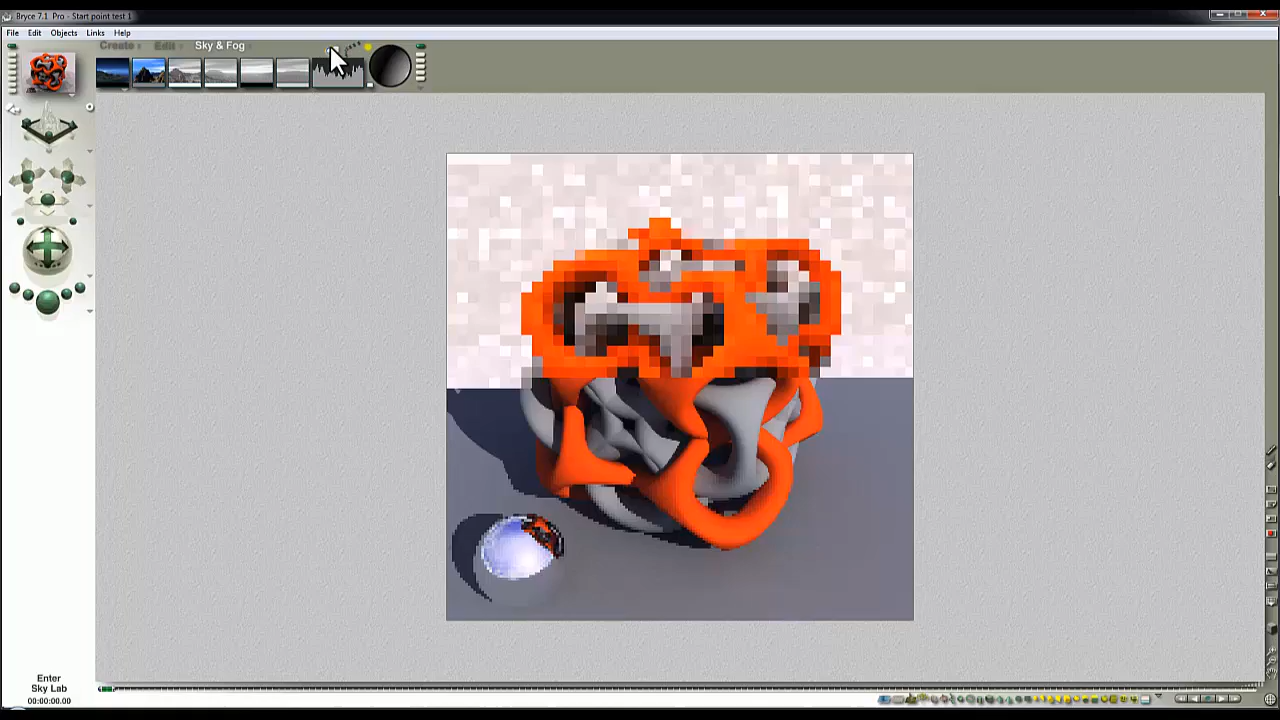 Bryce 7.1 Pro - Start point test 1
File Edit Objects Links Help
Create Edit Sky & Fog
Enter
Sky Lab
00:00:00.00